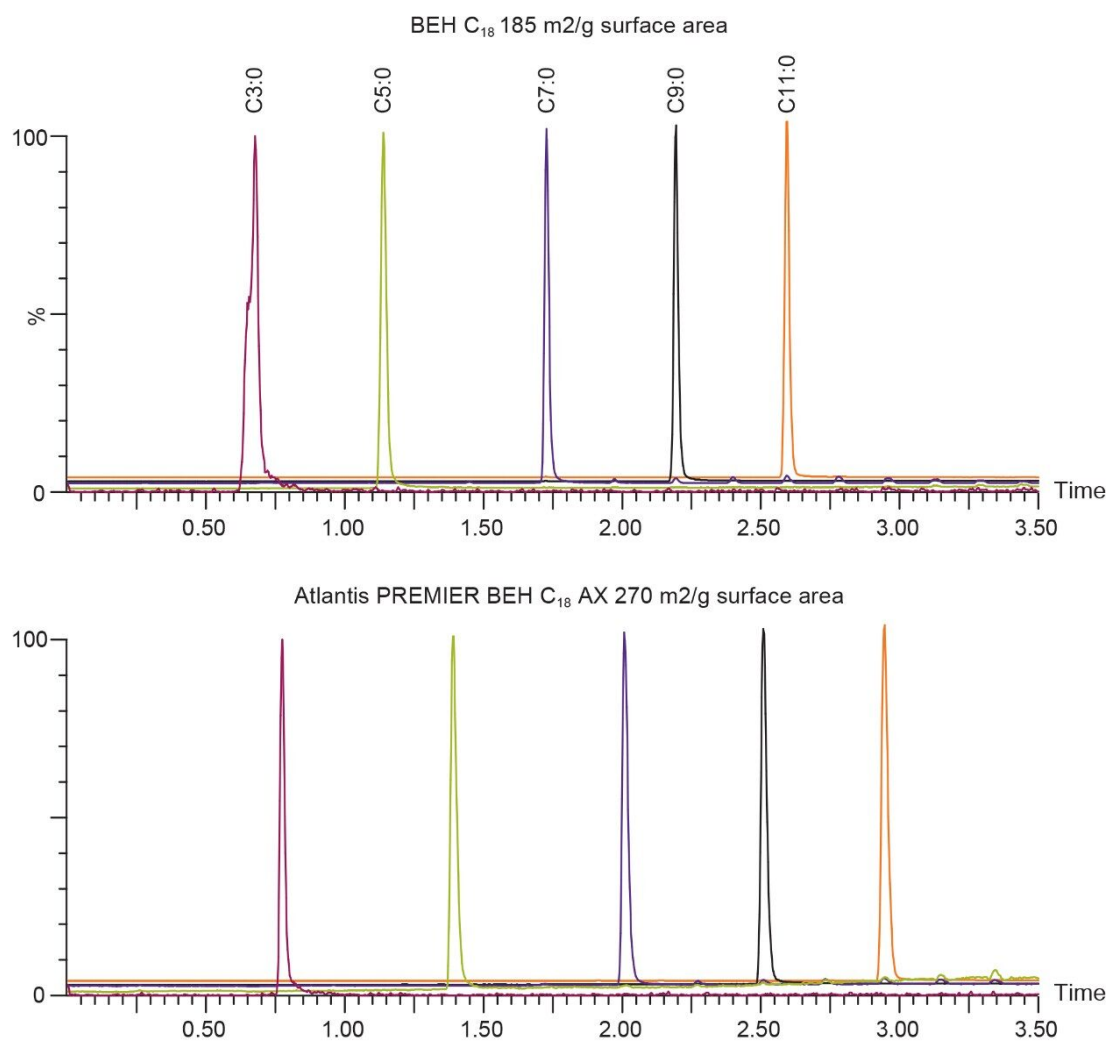 BEH C₁₈ 185 m2/g surface area
C3:0 C5:0 C7:0 C9:0 C11:0
100
%
0
Time
0.50 1.00 1.50 2.00 2.50 3.00 3.50
Atlantis PREMIER BEH C₁₈ AX 270 m2/g surface area
100
0
Time
0.50 1.00 1.50 2.00 2.50 3.00 3.50